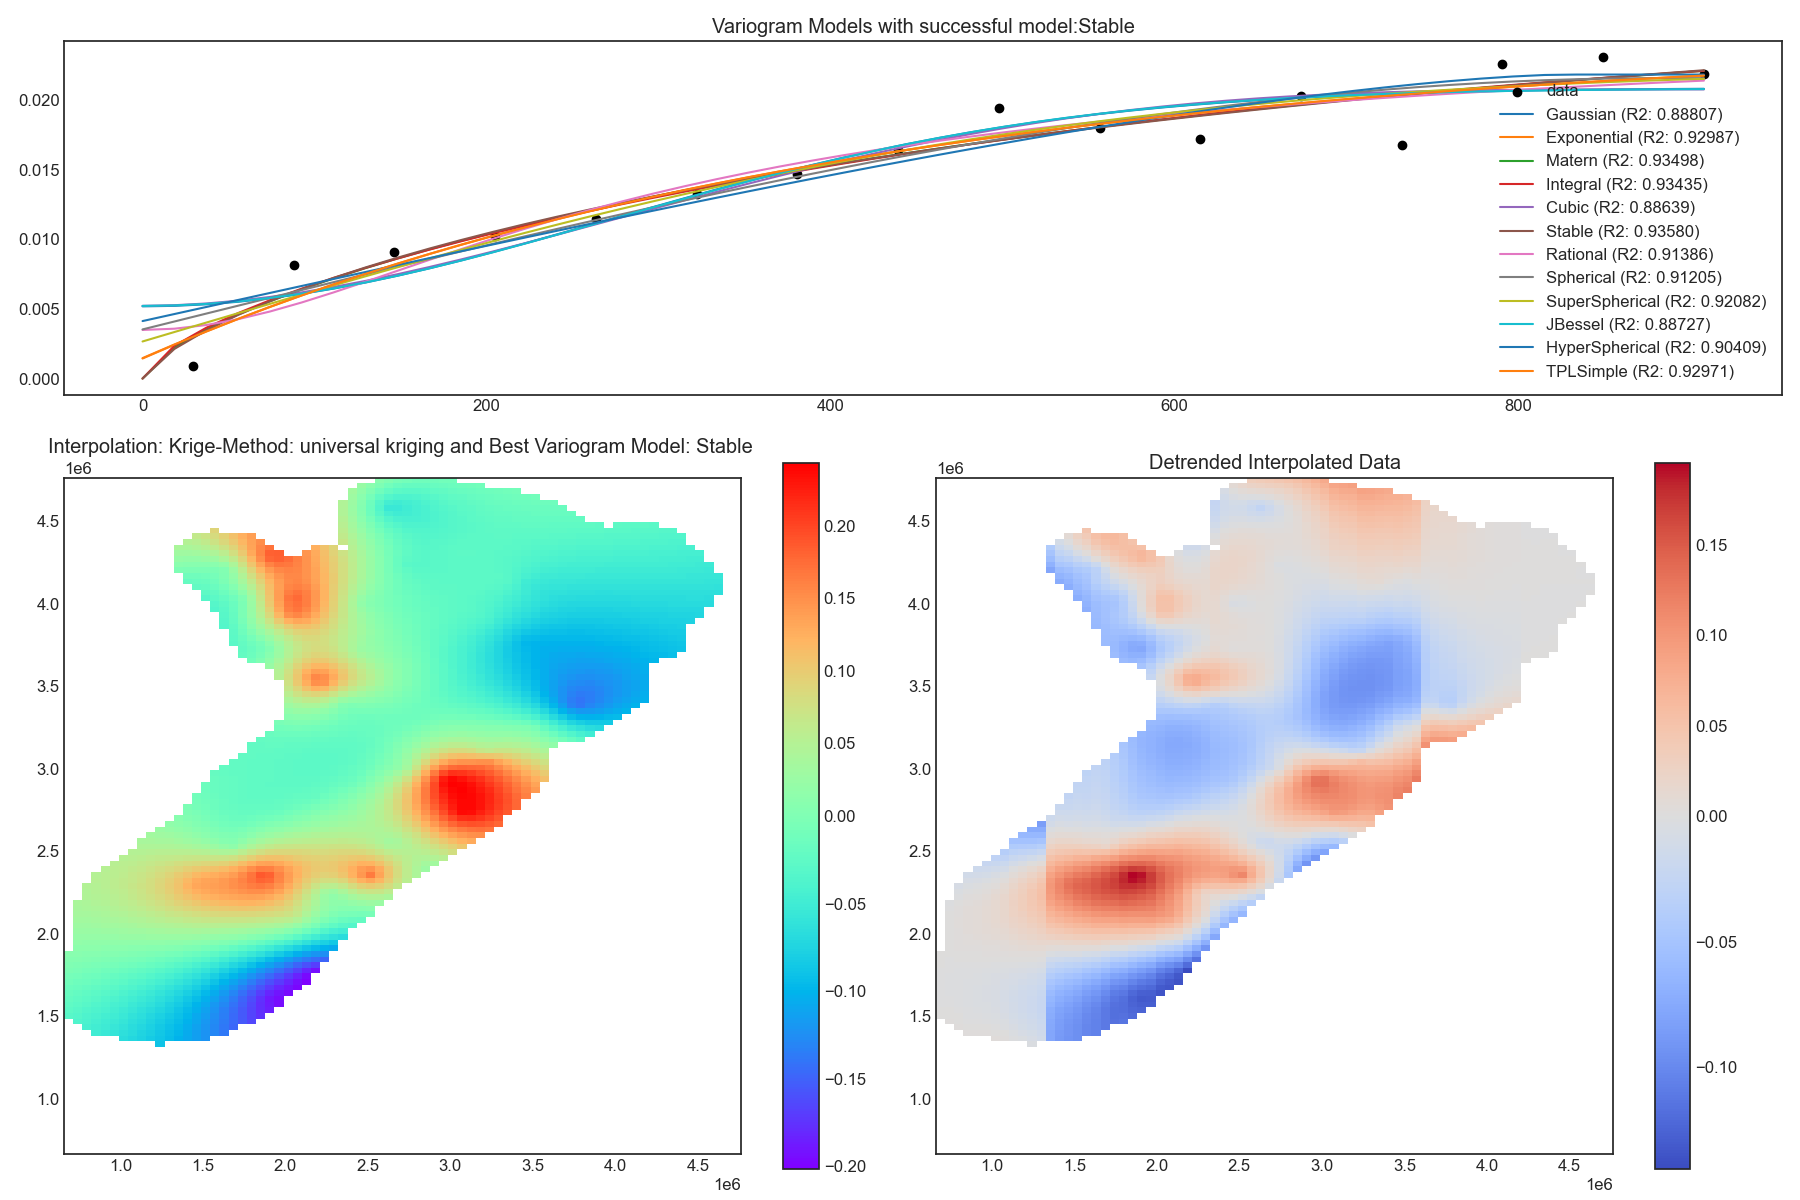 Variogram Models with successful model:Stable
0.020
0.015
0.010
0.005
0.000
data
Gaussian (R2: 0.88807)
Exponential (R2: 0.92987)
Matern (R2: 0.93498)
Integral (R2: 0.93435)
Cubic (R2: 0.88639)
Stable (R2: 0.93580)
Rational (R2: 0.91386)
Spherical (R2: 0.91205)
SuperSpherical (R2: 0.92082)
JBessel (R2: 0.88727)
HyperSpherical (R2: 0.90409)
TPLSimple (R2: 0.92971)
0 200 400 600 800
Interpolation: Krige-Method: universal kriging and Best Variogram Model: Stable
1e6
4.5
4.0
3.5
3.0
2.5
2.0
1.5
1.0
1.0 1.5 2.0 2.5 3.0 3.5 4.0 4.5
1e6
0.20
0.15
0.10
0.05
0.00
−0.05
−0.10
−0.15
−0.20
Detrended Interpolated Data
1e6
4.5
4.0
3.5
3.0
2.5
2.0
1.5
1.0
1.0 1.5 2.0 2.5 3.0 3.5 4.0 4.5
1e6
0.15
0.10
0.05
0.00
−0.05
−0.10